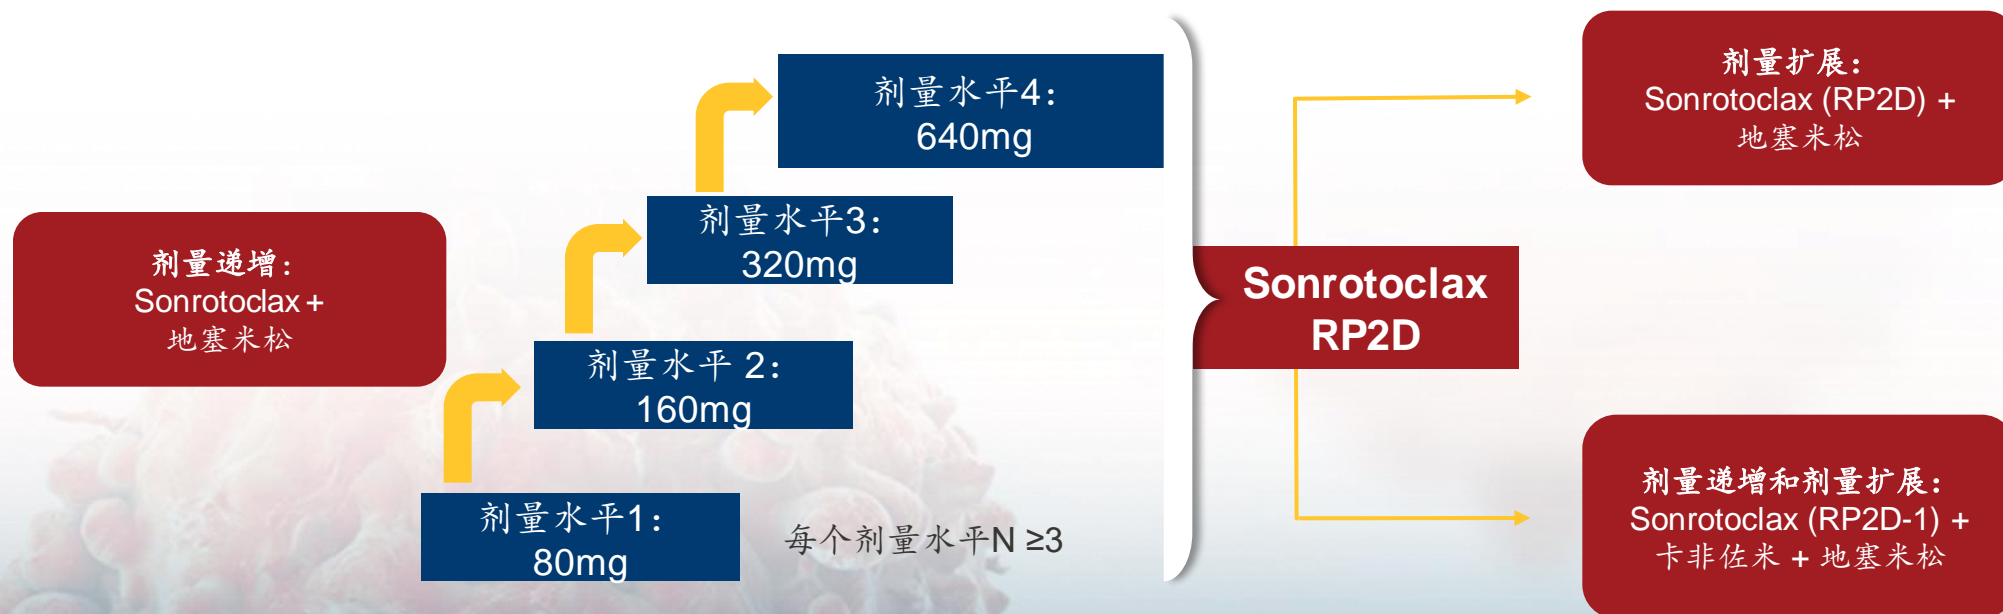 剂量递增：
Sonrotoclax +
地塞米松
剂量水平4：
640mg
剂量水平3：
320mg
剂量水平 2：
160mg
剂量水平1：
80mg
每个剂量水平N ≥3
Sonrotoclax
RP2D
剂量扩展：
Sonrotoclax (RP2D) +
地塞米松
剂量递增和剂量扩展：
Sonrotoclax (RP2D-1) +
卡非佐米 + 地塞米松